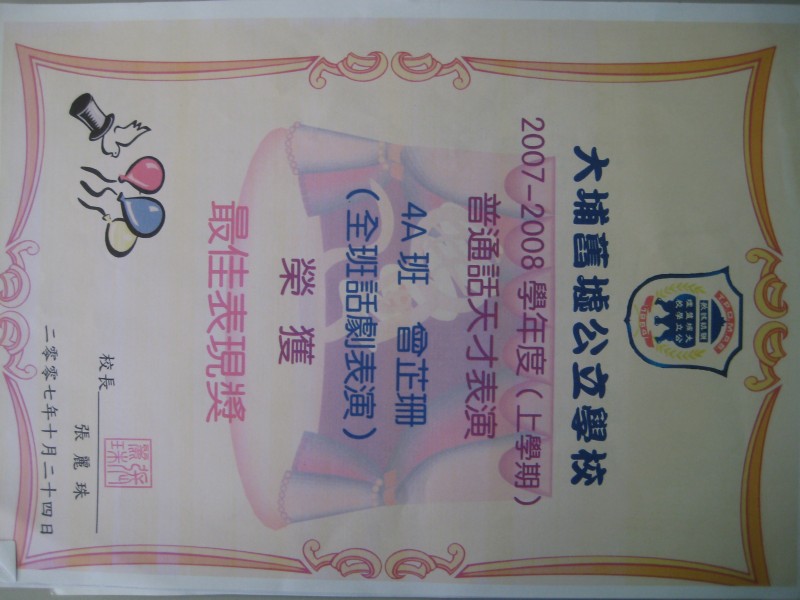 大埔舊墟公立學校
2007-2008 學年度（上學期）
普通話天才表演
4A 班 曾芷珊
（全班話劇表演）
榮獲
最佳表現獎
校長
張麗珠
二零零七年十月二十四日